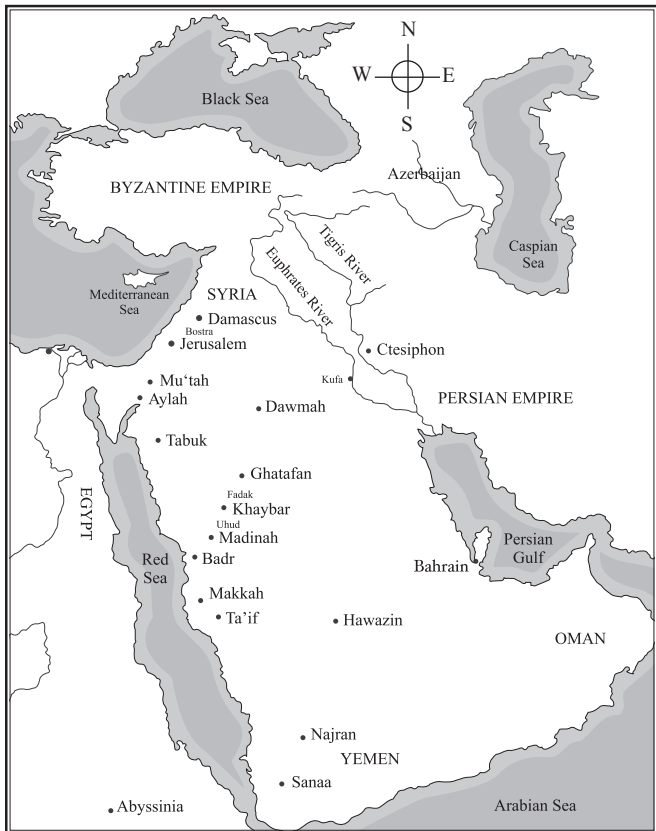 N
W
E
S
Black Sea
Azerbaijan
BYZANTINE EMPIRE
Caspian
Sea
Tigris River
Euphrates River
Mediterranean
Sea
SYRIA
Damascus
Bostra
Jerusalem
Ctesiphon
Kufa
Mu‘tah
Aylah
PERSIAN EMPIRE
Dawmah
Tabuk
Ghatafan
EGYPT
Fadak
Khaybar
Uhud
Madinah
Persian
Gulf
Badr
Red
Sea
Bahrain
Makkah
Ta’if
Hawazin
OMAN
Najran
YEMEN
Sanaa
Abyssinia
Arabian Sea